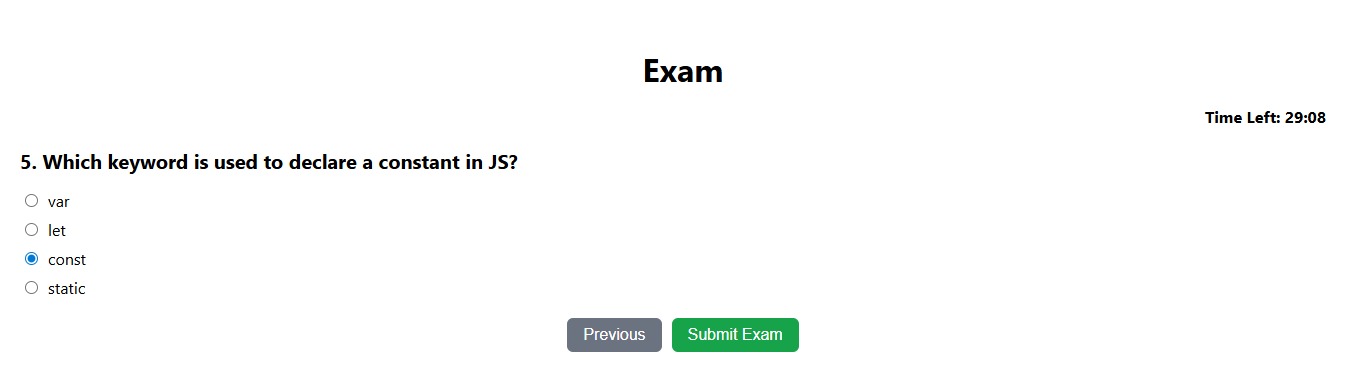 Exam
Time Left: 29:08
5. Which keyword is used to declare a constant in JS?
var
let
const
static
Previous Submit Exam